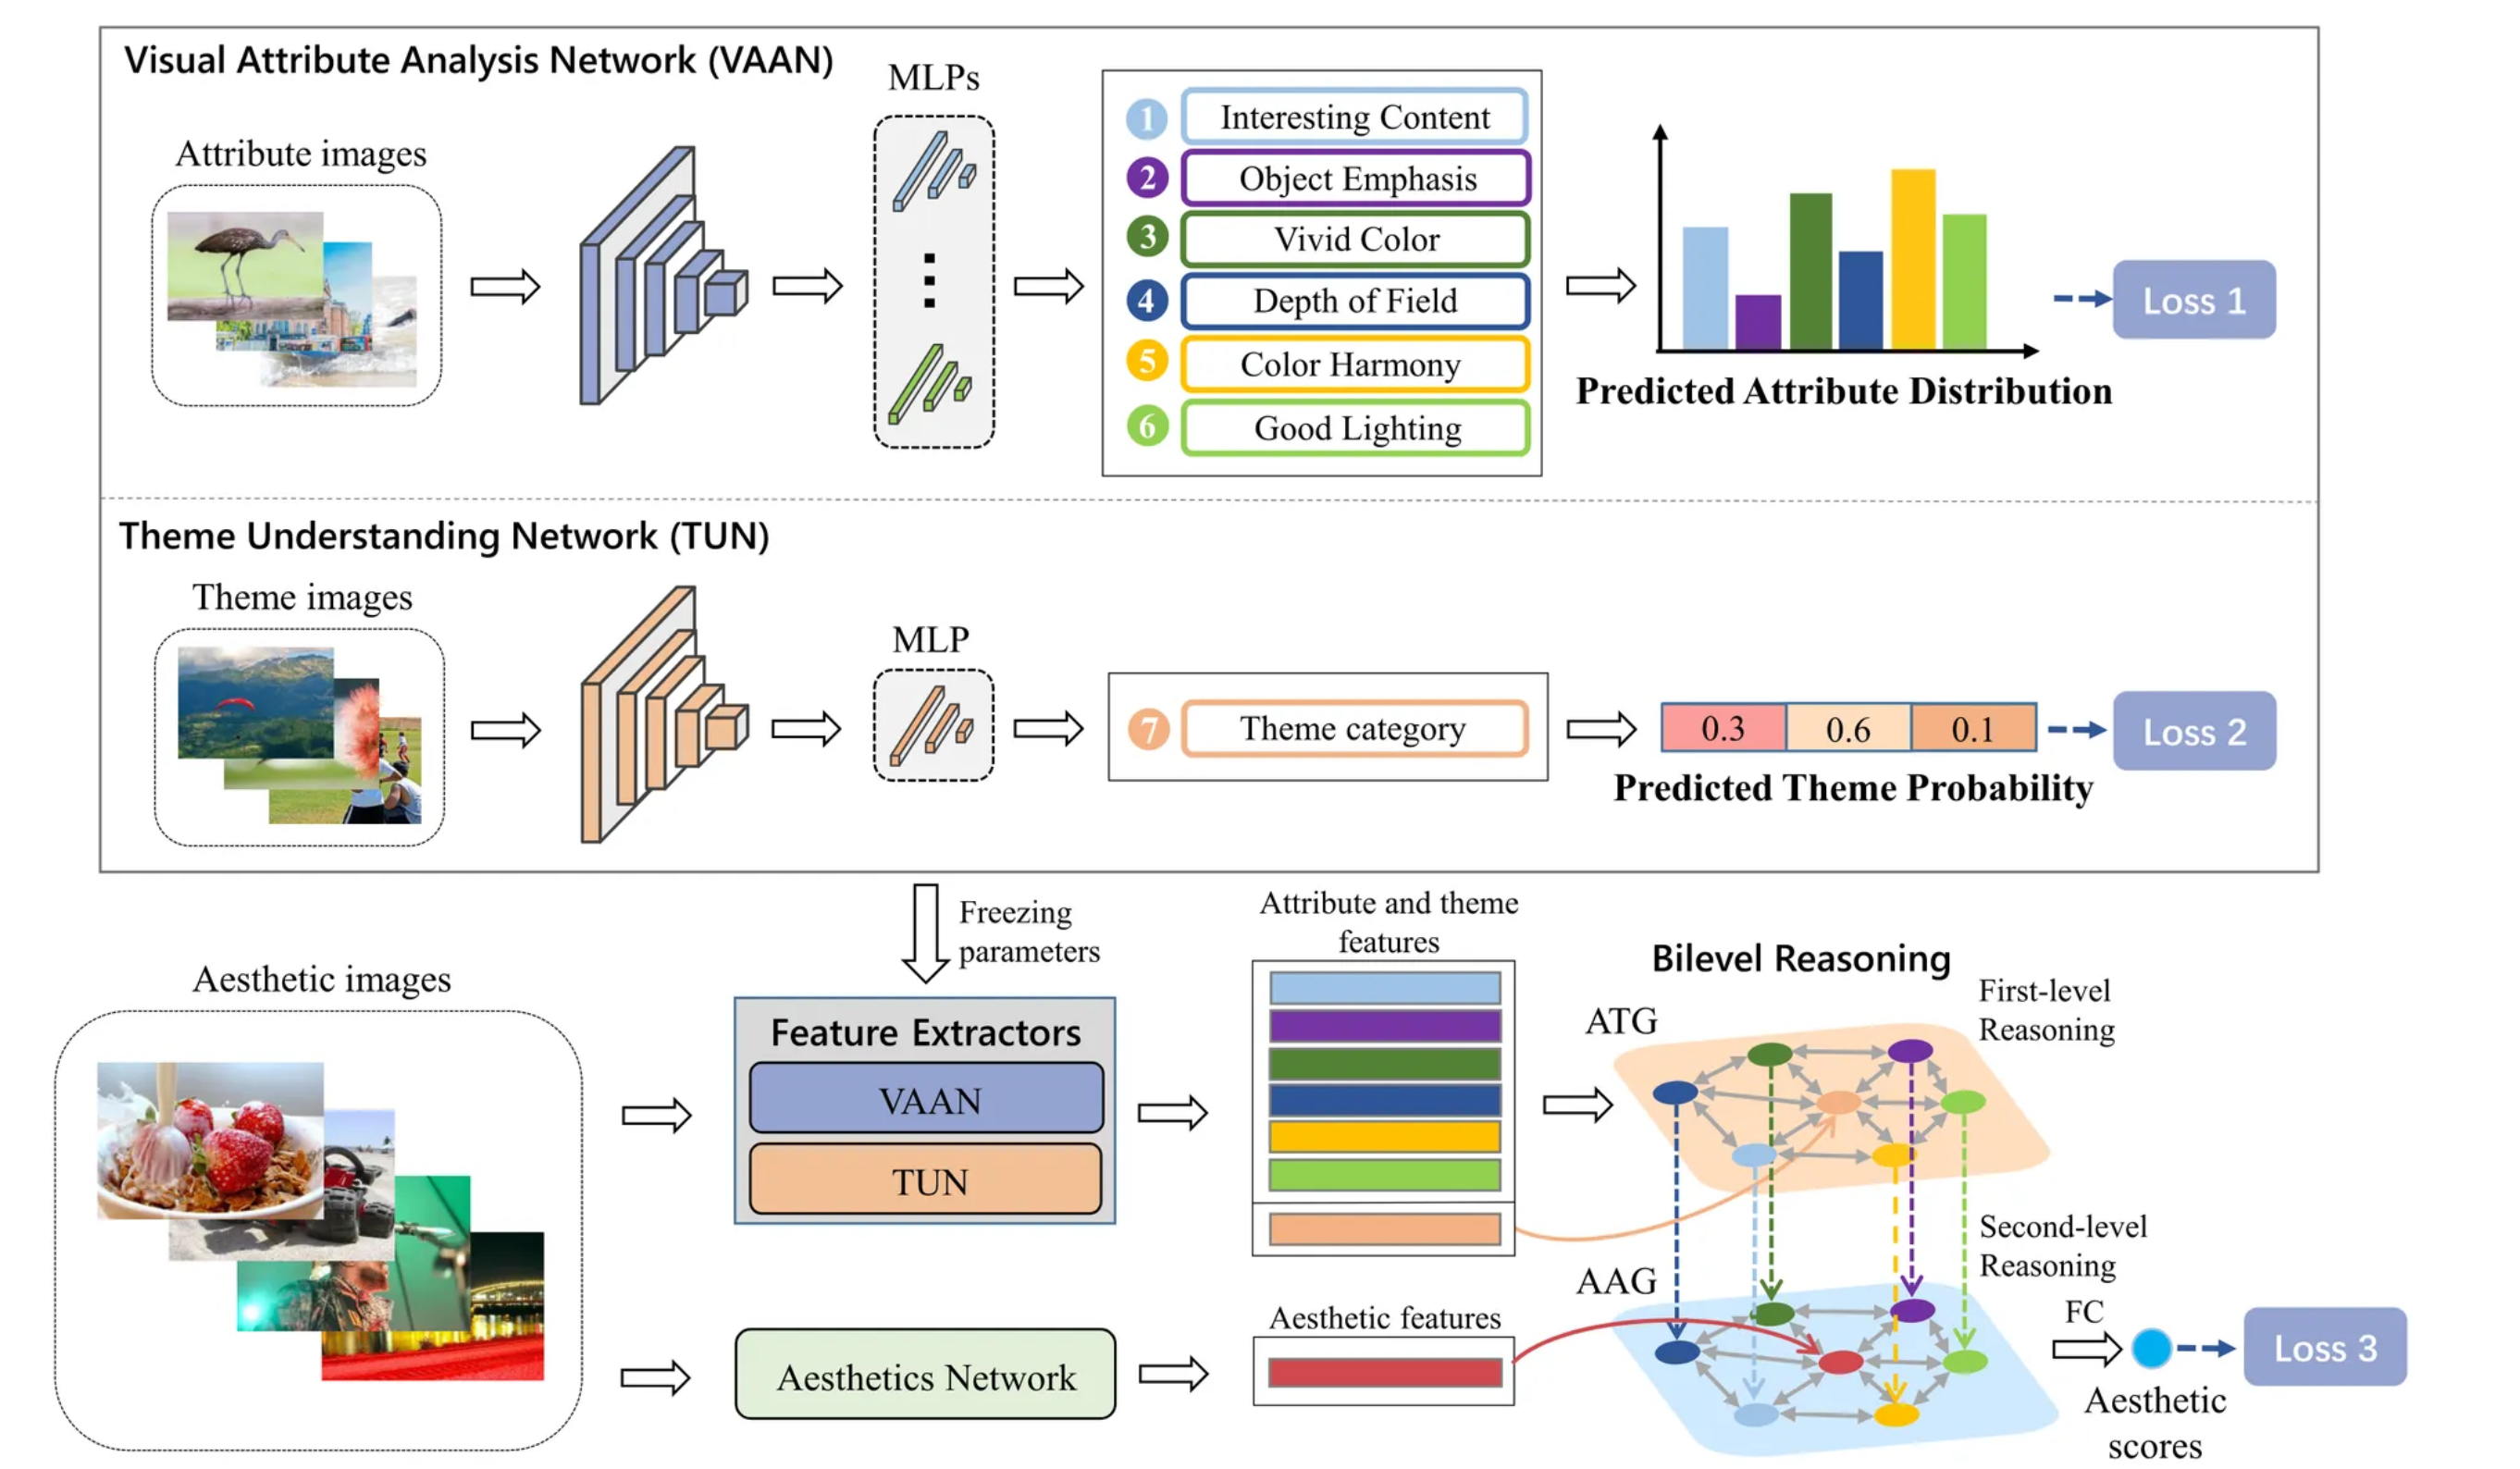 Visual Attribute Analysis Network (VAAN)
MLPs
Attribute images
1 Interesting Content
2 Object Emphasis
3 Vivid Color
4 Depth of Field
5 Color Harmony
6 Good Lighting
Predicted Attribute Distribution
Loss 1
Theme Understanding Network (TUN)
Theme images
MLP
7 Theme category
0.3 0.6 0.1
Predicted Theme Probability
Loss 2
Freezing
parameters
Aesthetic images
Feature Extractors
VAAN
TUN
Attribute and theme
features
Bilevel Reasoning
ATG
First-level
Reasoning
Second-level
Reasoning
AAG
Aesthetics Network
Aesthetic features
FC
Aesthetic
scores
Loss 3